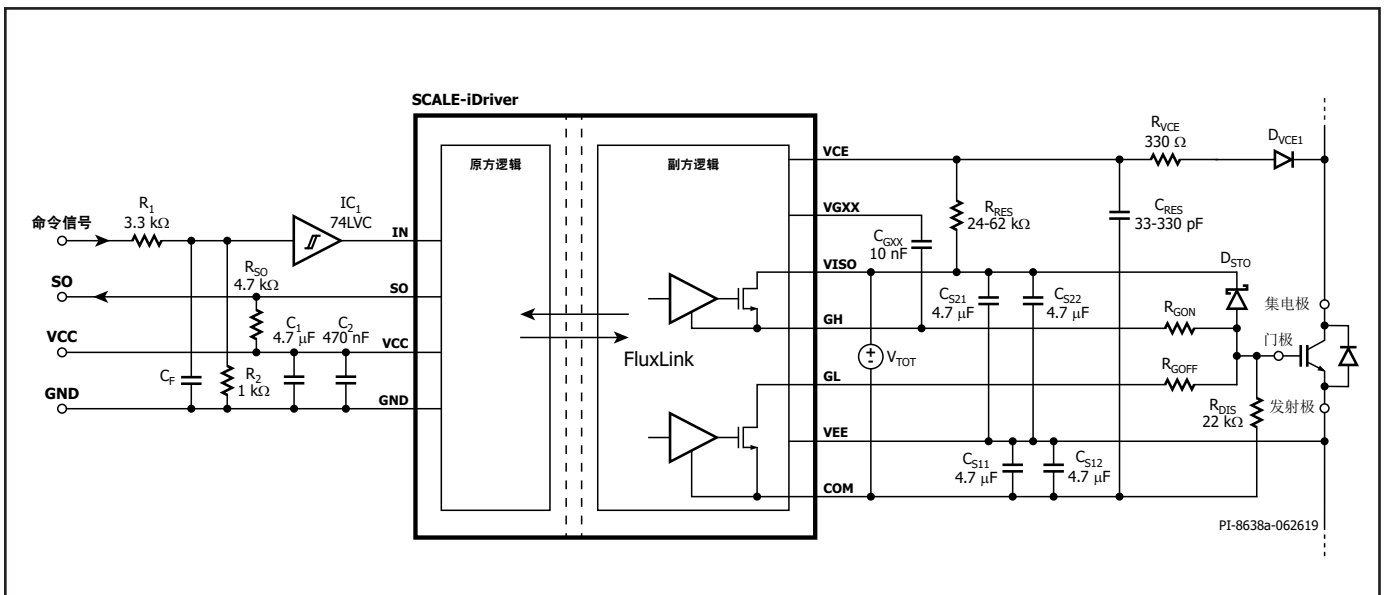 SCALE-iDriver
原方逻辑
副方逻辑
FluxLink
命令信号
R1
3.3 kΩ
IC1
74LVC
IN
SO
RSO
4.7 kΩ
SO
VCC
C1
4.7 μF
C2
470 nF
VCC
CF
R2
1 kΩ
GND
GND
VCE
VGXX
VISO
GH
GL
VEE
COM
RVCE
330 Ω
DVCE1
RRES
24-62 kΩ
CRES
33-330 pF
CGXX
10 nF
CS21
4.7 μF
CS22
4.7 μF
DSTO
RGON
集电极
门极
VTOT
RGOFF
RDIS
22 kΩ
发射极
CS11
4.7 μF
CS12
4.7 μF
PI-8638a-062619